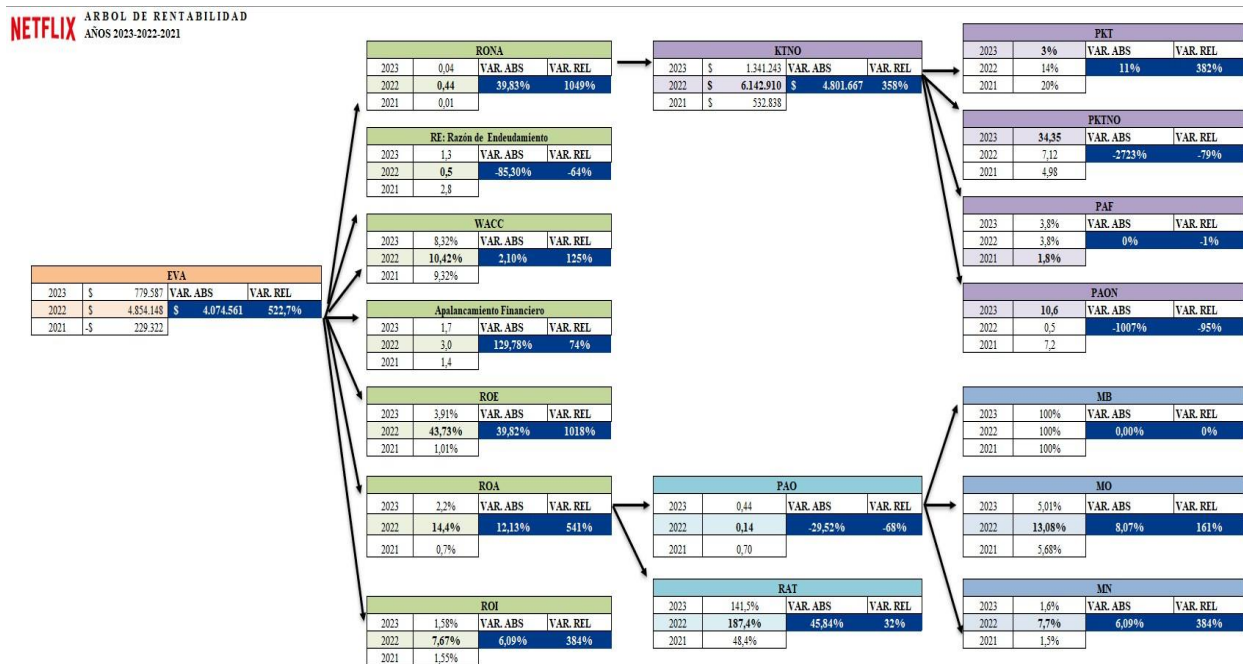 NETFLIX
ARBOL DE RENTABILIDAD
AÑOS 2023-2022-2021
EVA
2023 $ 779.587 VAR. ABS VAR. REL
2022 $ 4.854.148 $ 4.074.561 522,7%
2021 -$ 229.322
RONA
2023 0,04 VAR. ABS VAR. REL
2022 0,44 39,83% 1049%
2021 0,01
RE: Razón de Endeudamiento
2023 1,3 VAR. ABS VAR. REL
2022 0,5 -85,30% -64%
2021 2,8
WACC
2023 8,32% VAR. ABS VAR. REL
2022 10,42% 2,10% 125%
2021 9,32%
Apalancamiento Financiero
2023 1,7 VAR. ABS VAR. REL
2022 3,0 129,78% 74%
2021 1,4
ROE
2023 3,91% VAR. ABS VAR. REL
2022 43,73% 39,82% 1018%
2021 1,01%
ROA
2023 2,2% VAR. ABS VAR. REL
2022 14,4% 12,13% 541%
2021 0,7%
ROI
2023 1,58% VAR. ABS VAR. REL
2022 7,67% 6,09% 384%
2021 1,55%
KTNO
2023 $ 1.341.243 VAR. ABS VAR. REL
2022 $ 6.142.910 $ 4.801.667 358%
2021 $ 532.838
PAO
2023 0,44 VAR. ABS VAR. REL
2022 0,14 -29,52% -68%
2021 0,70
RAT
2023 141,5% VAR. ABS VAR. REL
2022 187,4% 45,84% 32%
2021 48,4%
PKT
2023 3% VAR. ABS VAR. REL
2022 14% 11% 382%
2021 20%
PKTNO
2023 34,35 VAR. ABS VAR. REL
2022 7,12 -2723% -79%
2021 4,98
PAF
2023 3,8% VAR. ABS VAR. REL
2022 3,8% 0% -1%
2021 1,8%
PAON
2023 10,6 VAR. ABS VAR. REL
2022 0,5 -1007% -95%
2021 7,2
MB
2023 100% VAR. ABS VAR. REL
2022 100% 0,00% 0%
2021 100%
MO
2023 5,01% VAR. ABS VAR. REL
2022 13,08% 8,07% 161%
2021 5,68%
MN
2023 1,6% VAR. ABS VAR. REL
2022 7,7% 6,09% 384%
2021 1,5%